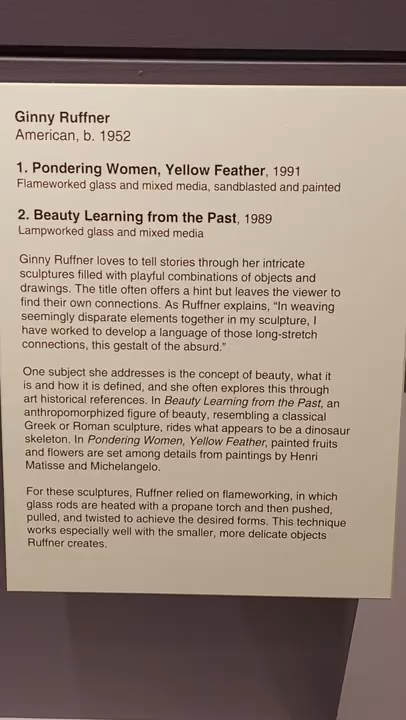 Ginny Ruffner
American, b. 1952
1. Pondering Women, Yellow Feather, 1991
Flameworked glass and mixed media, sandblasted and painted
2. Beauty Learning from the Past, 1989
Lampworked glass and mixed media
Ginny Ruffner loves to tell stories through her intricate
sculptures filled with playful combinations of objects and
drawings. The title often offers a hint but leaves the viewer to
find their own connections. As Ruffner explains, “In weaving
seemingly disparate elements together in my sculpture, I
have worked to develop a language of those long-stretch
connections, this gestalt of the absurd.”
One subject she addresses is the concept of beauty, what it
is and how it is defined, and she often explores this through
art historical references. In Beauty Learning from the Past, an
anthropomorphized figure of beauty, resembling a classical
Greek or Roman sculpture, rides what appears to be a dinosaur
skeleton. In Pondering Women, Yellow Feather, painted fruits
and flowers are set among details from paintings by Henri
Matisse and Michelangelo.
For these sculptures, Ruffner relied on flameworking, in which
glass rods are heated with a propane torch and then pushed,
pulled, and twisted to achieve the desired forms. This technique
works especially well with the smaller, more delicate objects
Ruffner creates.